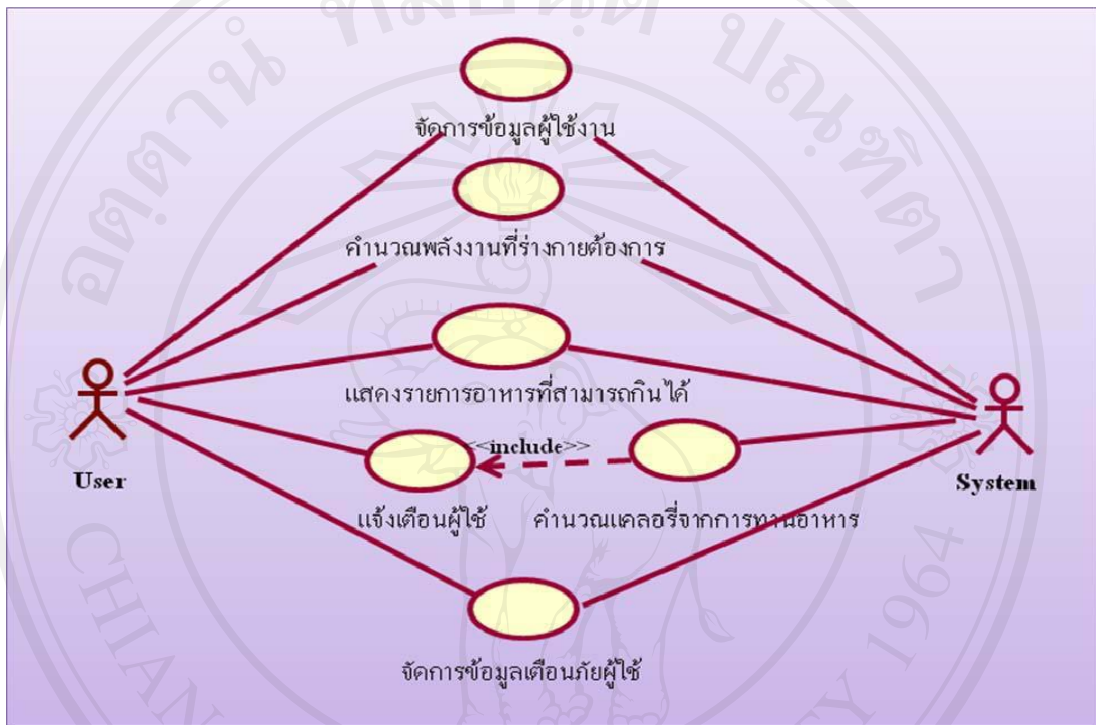 จัดการข้อมูลผู้ใช้งาน
คำนวณพลังงานที่ร่างกายต้องการ
แสดงรายการอาหารที่สามารถกินได้
<<include>>
User
System
แจ้งเตือนผู้ใช้
คำนวณแคลอรี่จากการทานอาหาร
จัดการข้อมูลเตือนภัยผู้ใช้